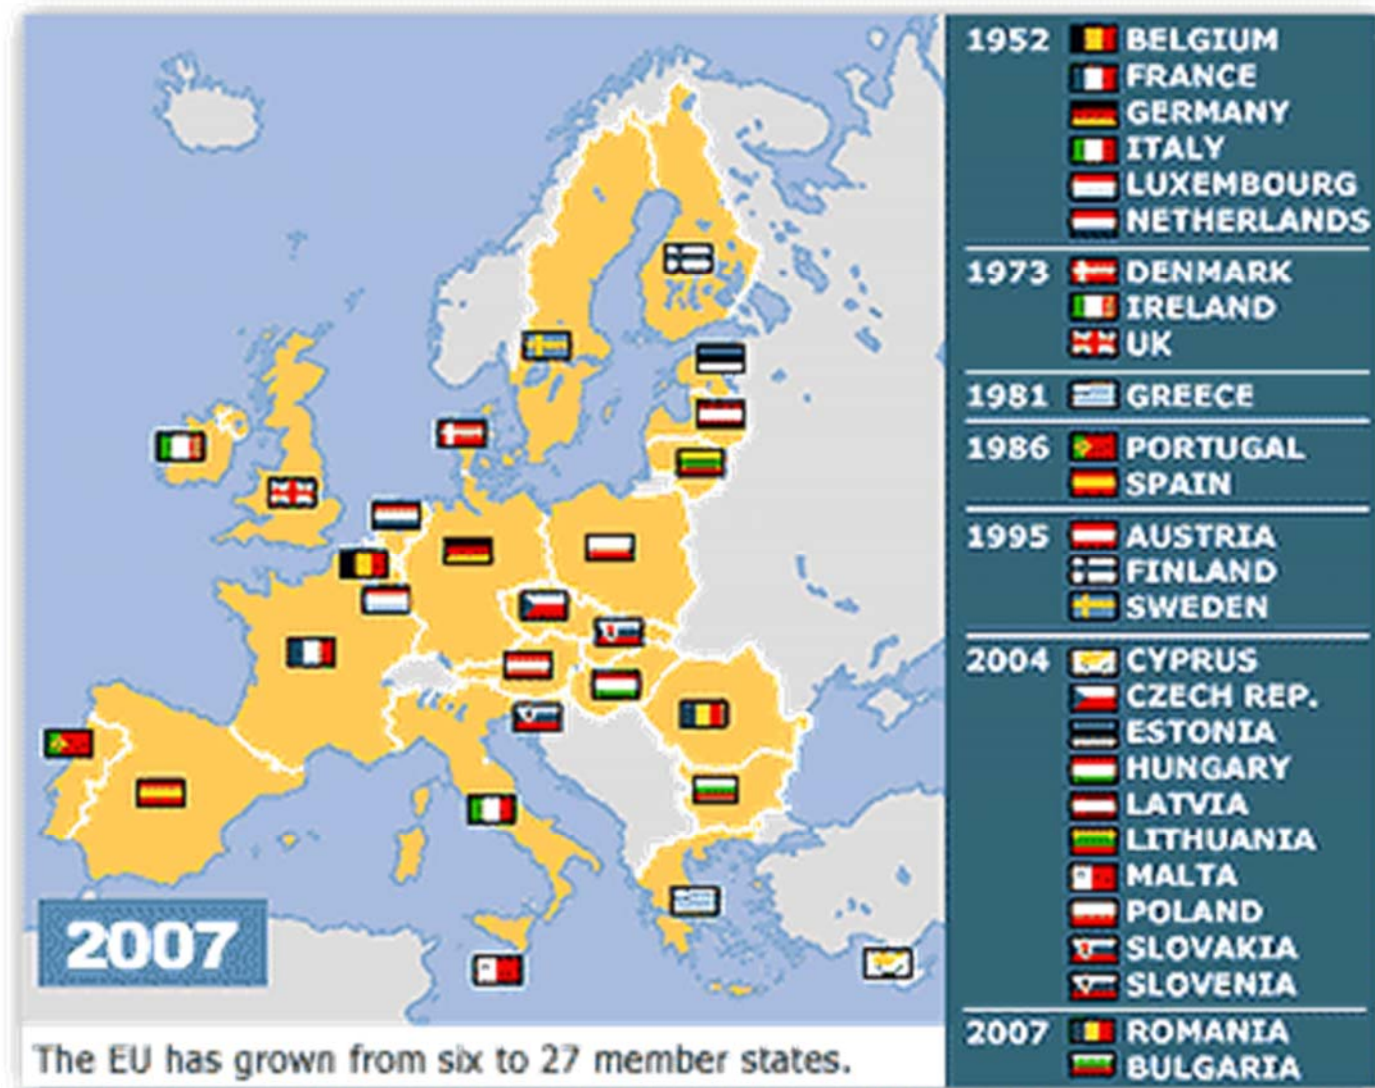 1952 BELGIUM
FRANCE
GERMANY
ITALY
LUXEMBOURG
NETHERLANDS
1973 DENMARK
IRELAND
UK
1981 GREECE
1986 PORTUGAL
SPAIN
1995 AUSTRIA
FINLAND
SWEDEN
2004 CYPRUS
CZECH REP.
ESTONIA
HUNGARY
LATVIA
LITHUANIA
MALTA
POLAND
SLOVAKIA
SLOVENIA
2007 ROMANIA
BULGARIA
2007
The EU has grown from six to 27 member states.